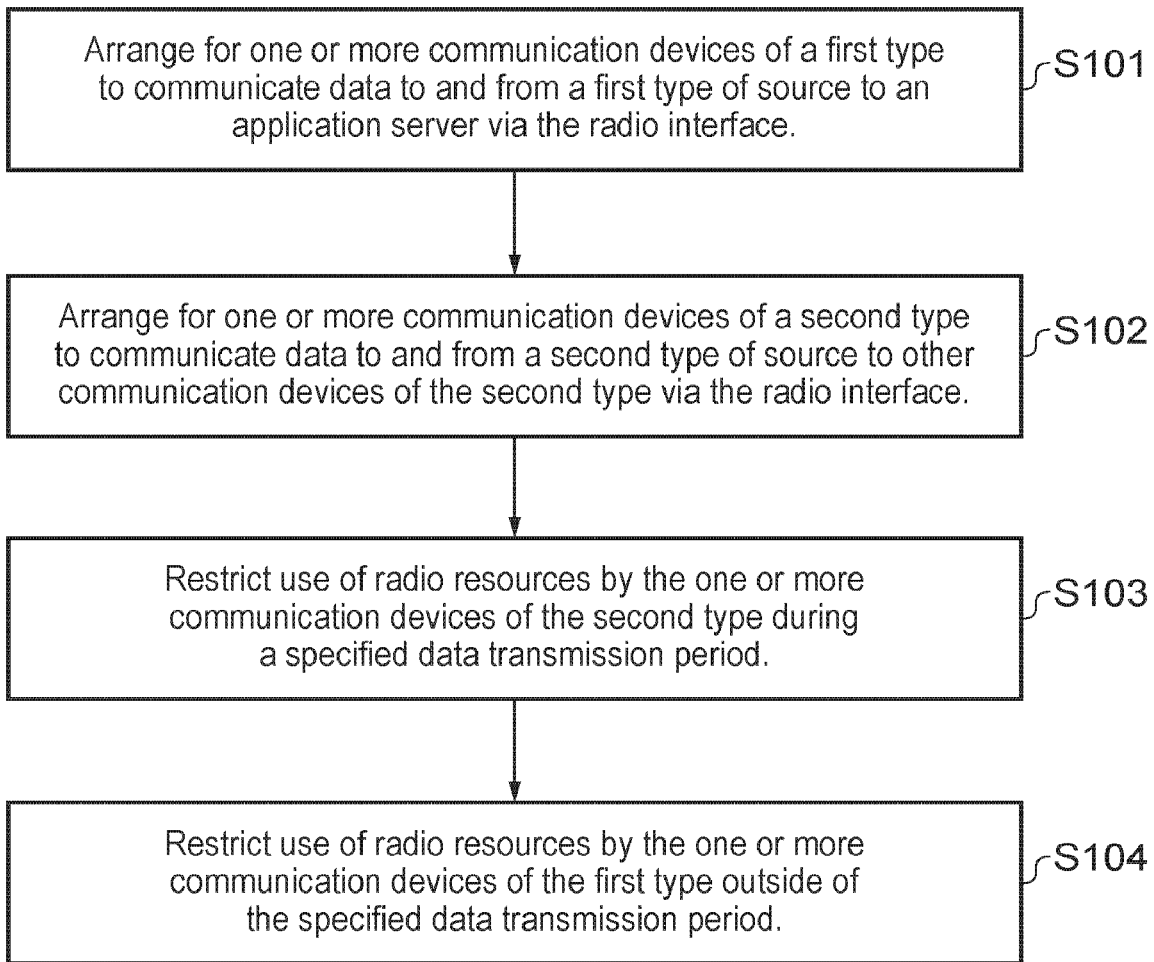 Arrange for one or more communication devices of a first type
to communicate data to and from a first type of source to an
application server via the radio interface.
S101
Arrange for one or more communication devices of a second type
to communicate data to and from a second type of source to other
communication devices of the second type via the radio interface.
S102
Restrict use of radio resources by the one or more
communication devices of the second type during
a specified data transmission period.
S103
Restrict use of radio resources by the one or more
communication devices of the first type outside of
the specified data transmission period.
S104